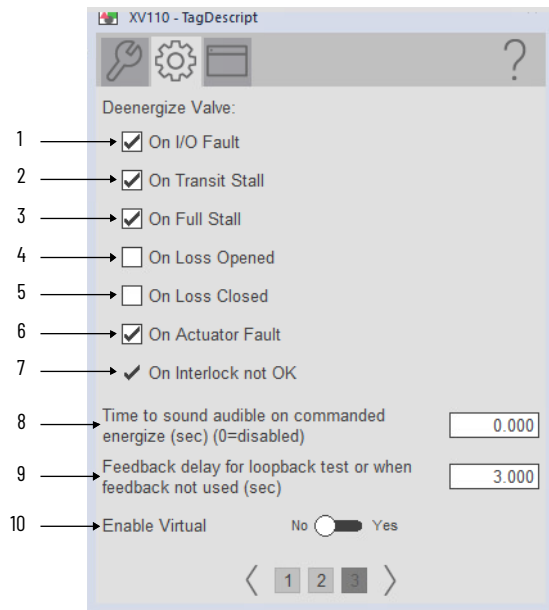 XV110 - TagDescript
?
Deenergize Valve:
1 On I/O Fault
2 On Transit Stall
3 On Full Stall
4 On Loss Opened
5 On Loss Closed
6 On Actuator Fault
7 On Interlock not OK
8 Time to sound audible on commanded
energize (sec) (0=disabled) 0.000
9 Feedback delay for loopback test or when
feedback not used (sec) 3.000
10 Enable Virtual No Yes
1 2 3